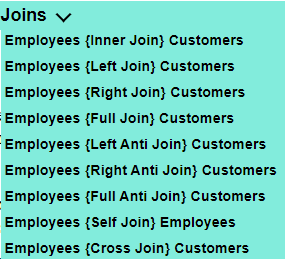 Joins
Employees {Inner Join} Customers
Employees {Left Join} Customers
Employees {Right Join} Customers
Employees {Full Join} Customers
Employees {Left Anti Join} Customers
Employees {Right Anti Join} Customers
Employees {Full Anti Join} Customers
Employees {Self Join} Employees
Employees {Cross Join} Customers